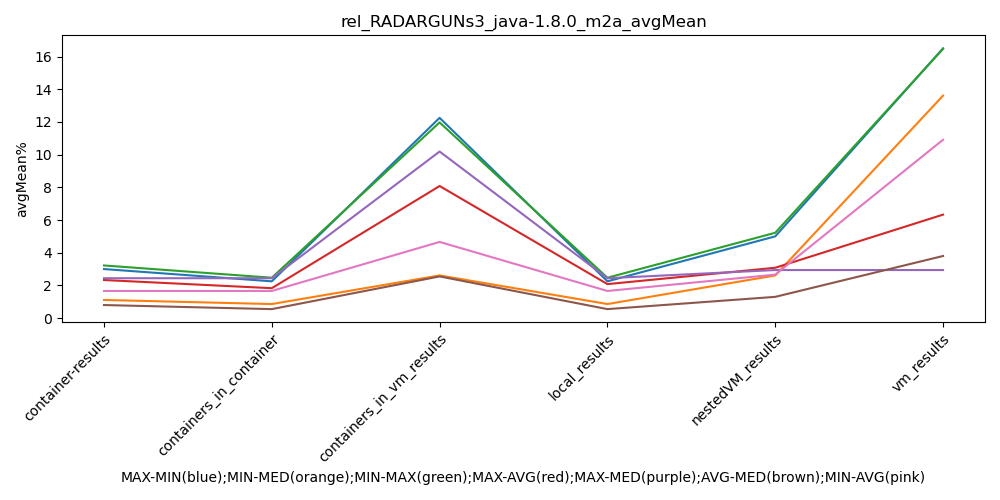 rel_RADARGUNs3_java-1.8.0_m2a_avgMean
avgMean%
16
14
12
10
8
6
4
2
0
container-results
containers_in_container
containers_in_vm_results
local_results
nestedVM_results
vm_results
MAX-MIN(blue);MIN-MED(orange);MIN-MAX(green);MAX-AVG(red);MAX-MED(purple);AVG-MED(brown);MIN-AVG(pink)